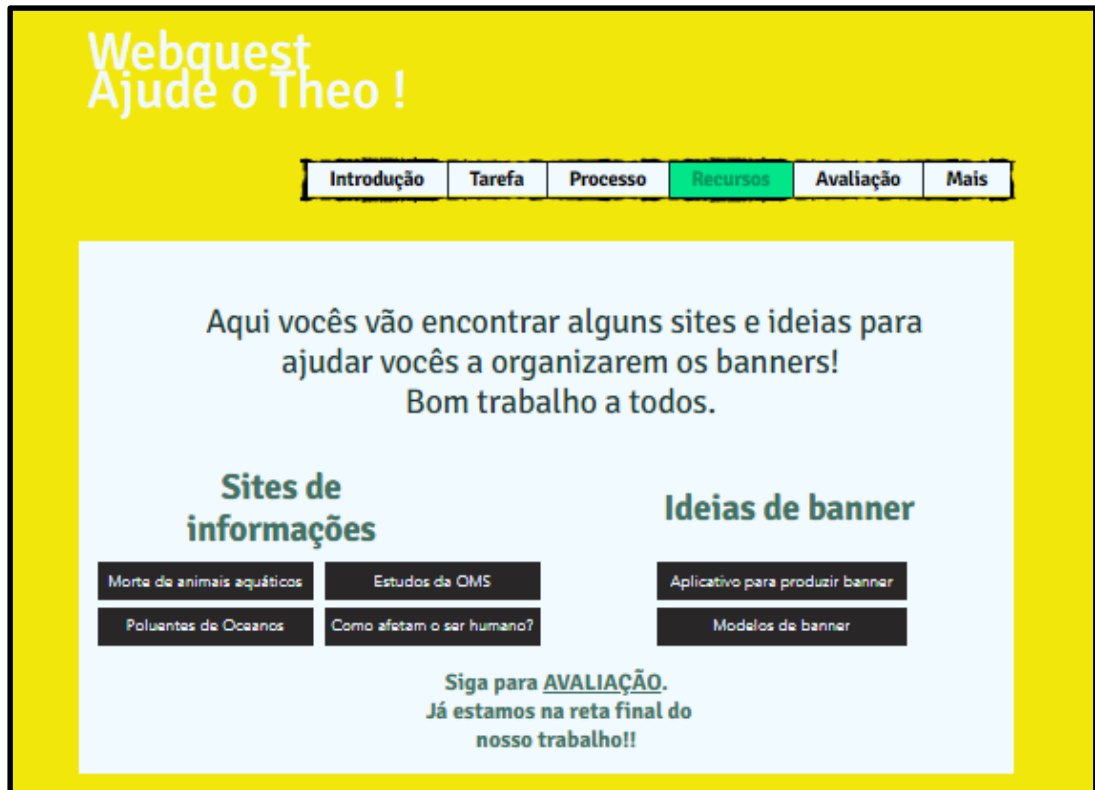 Webquest
Ajude o Theo !
Introdução Tarefa Processo Recursos Avaliação Mais
Aqui vocês vão encontrar alguns sites e ideias para
ajudar vocês a organizarem os banners!
Bom trabalho a todos.
Sites de
informações
Morte de animais aquáticos Estudos da OMS
Poluentes de Oceanos Como afetam o ser humano?
Ideias de banner
Aplicativo para produzir banner
Modelos de banner
Siga para AVALIAÇÃO.
Já estamos na reta final do
nosso trabalho!!